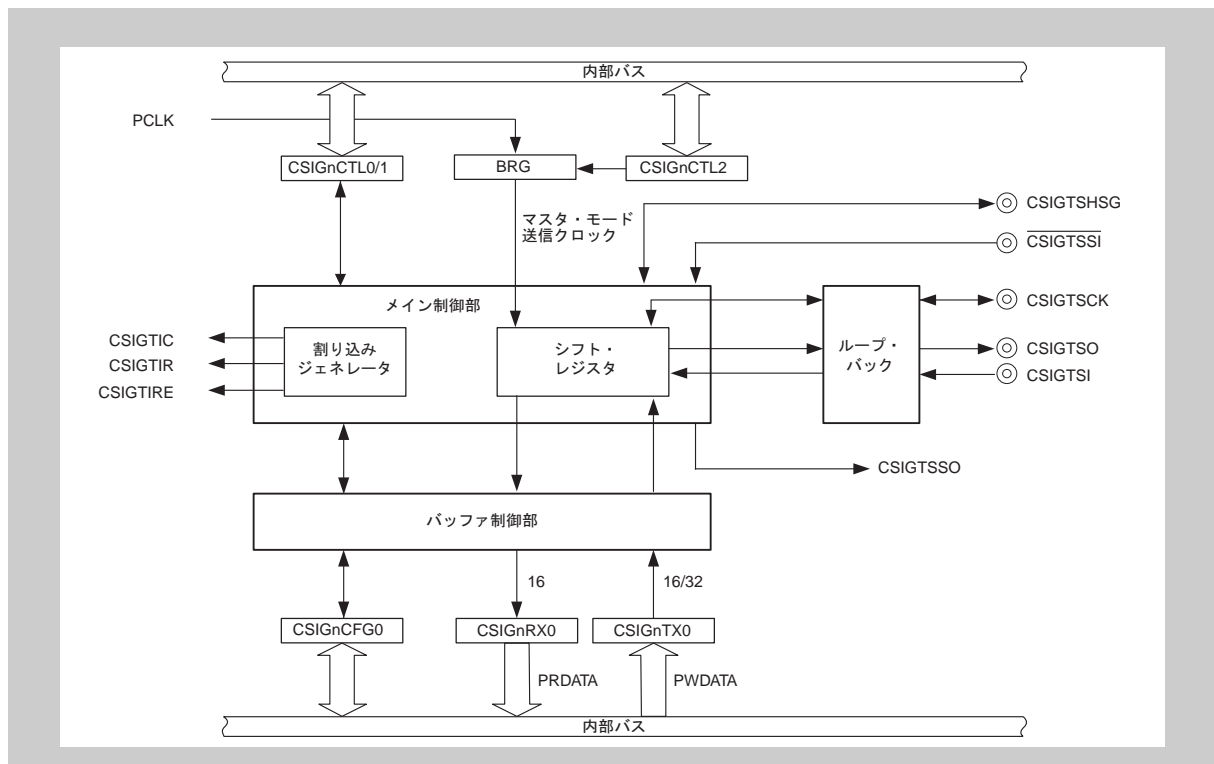 内部バス
PCLK
CSIGnCTL0/1
BRG
CSIGnCTL2
マスタ・モード
送信クロック
CSIGTSHSG
CSIGTSSI
メイン制御部
CSIGTSCK
CSIGTIC
CSIGTIR
CSIGTIRE
割り込み
ジェネレータ
シフト・
レジスタ
ループ・
バック
CSIGTSO
CSIGTSI
CSIGTSSO
バッファ制御部
16
16/32
CSIGnCFG0
CSIGnRX0
CSIGnTX0
PRDATA
PWDATA
内部バス